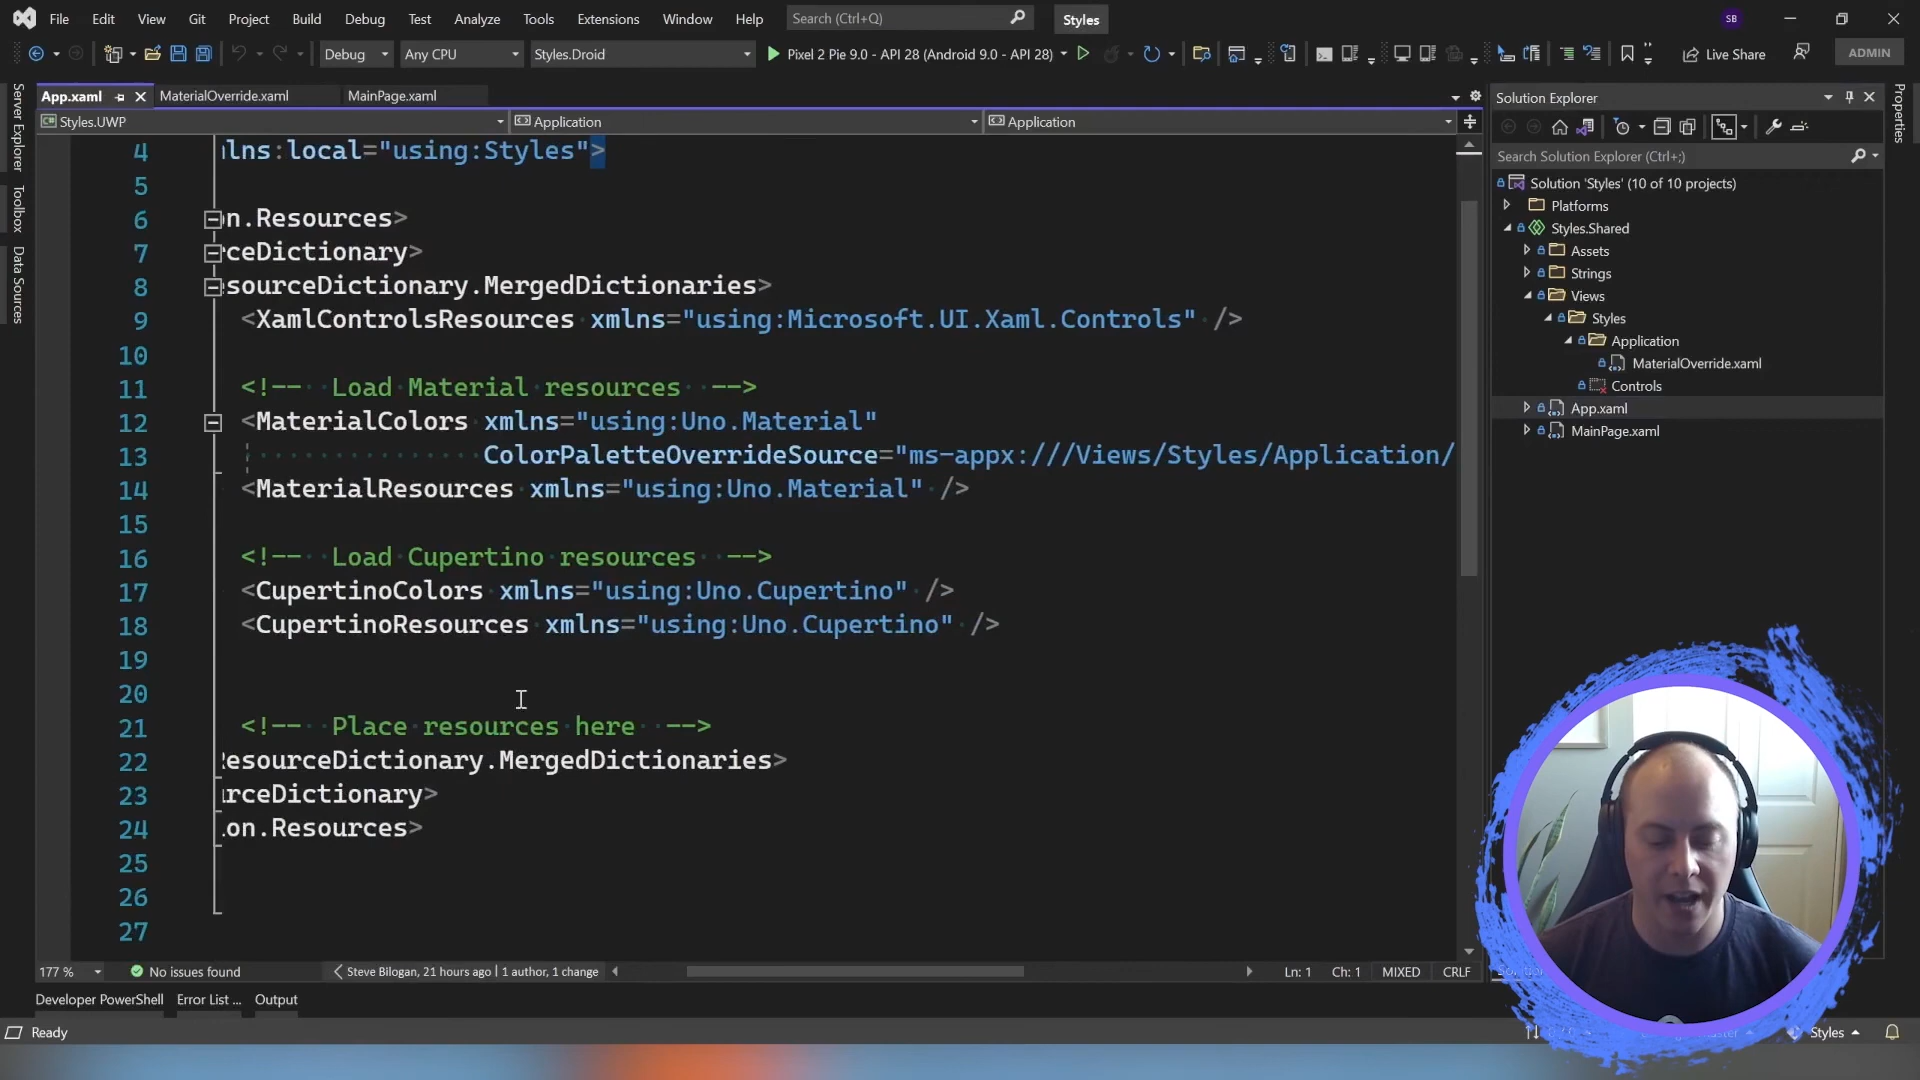 File Edit View Git Project Build Debug Test Analyze Tools Extensions Window Help Search (Ctrl+Q) Styles SB
Debug Any CPU Styles.Droid Pixel 2 Pie 9.0 - API 28 (Android 9.0 - API 28) Live Share ADMIN
Server Explorer
Toolbox
Data Sources
App.xaml MaterialOverride.xaml MainPage.xaml
Styles.UWP Application Application
4 lns:local="using:Styles">
5
6 n.Resources>
7 ceDictionary>
8 sourceDictionary.MergedDictionaries>
9 <XamlControlsResources xmlns="using:Microsoft.UI.Xaml.Controls" />
10
11 <!-- Load Material resources -->
12 <MaterialColors xmlns="using:Uno.Material"
13 ColorPaletteOverrideSource="ms-appx:///Views/Styles/Application/
14 <MaterialResources xmlns="using:Uno.Material" />
15
16 <!-- Load Cupertino resources -->
17 <CupertinoColors xmlns="using:Uno.Cupertino" />
18 <CupertinoResources xmlns="using:Uno.Cupertino" />
19
20
21 <!-- Place resources here -->
22 esourceDictionary.MergedDictionaries>
23 rceDictionary>
24 on.Resources>
25
26
27
177 % No issues found Steve Bilogan, 21 hours ago | 1 author, 1 change Ln: 1 Ch: 1 MIXED CRLF
Developer PowerShell Error List ... Output
Ready
Solution Explorer
Search Solution Explorer (Ctrl+;)
Solution 'Styles' (10 of 10 projects)
Platforms
Styles.Shared
Assets
Strings
Views
Styles
Application
MaterialOverride.xaml
Controls
App.xaml
MainPage.xaml
Properties
Styles